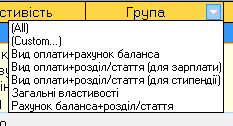 стивість Група
(All)
(Custom...)
Вид оплати+рахунок баланса
Вид оплати+розділ/стаття (для зарплати)
Вид оплати+розділ/стаття (для стипендії)
Загальні властивості
Рахунок баланса+розділ/стаття